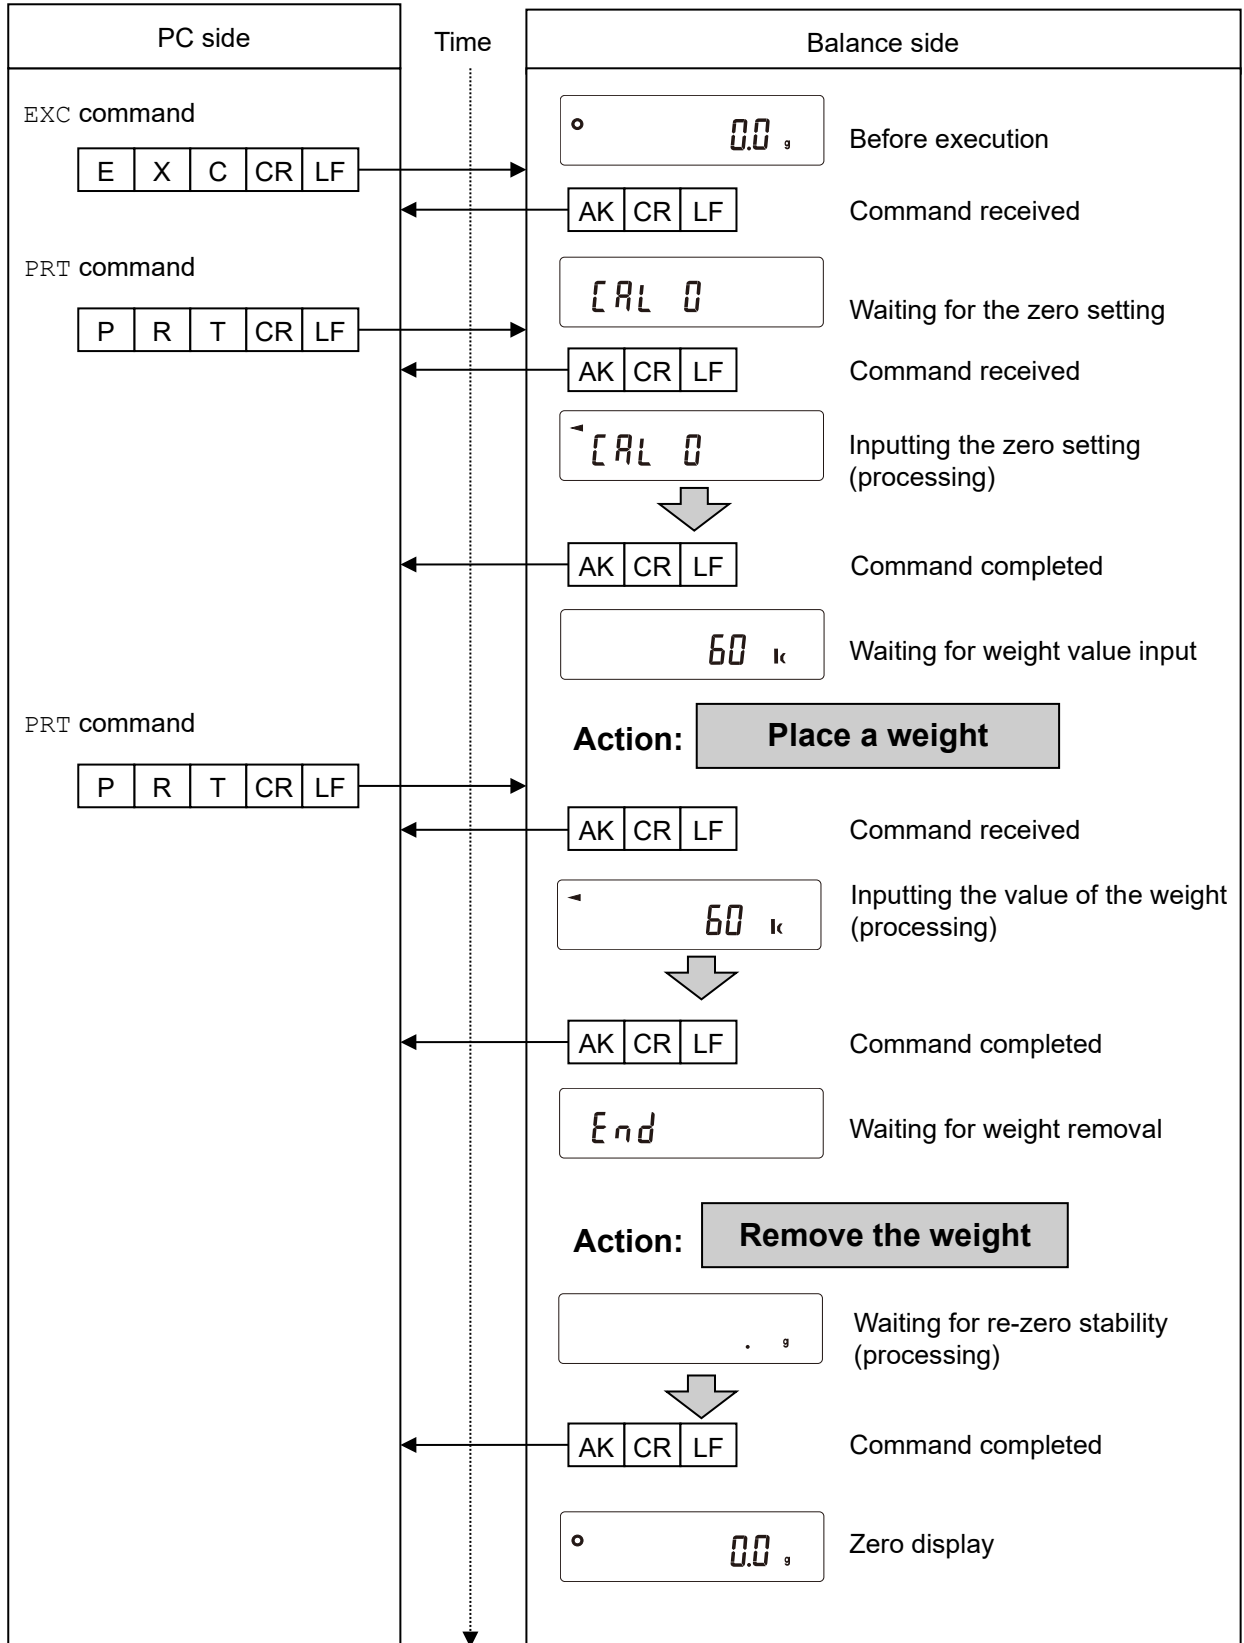 PC side
Time
Balance side
EXC command
E X C CR LF
0.0 g
Before execution
AK CR LF
Command received
PRT command
CAL 0
Waiting for the zero setting
P R T CR LF
AK CR LF
Command received
CAL 0
Inputting the zero setting
(processing)
AK CR LF
Command completed
60 k
Waiting for weight value input
PRT command
Action: Place a weight
P R T CR LF
AK CR LF
Command received
60 k
Inputting the value of the weight
(processing)
AK CR LF
Command completed
End
Waiting for weight removal
Action: Remove the weight
. g
Waiting for re-zero stability
(processing)
AK CR LF
Command completed
0.0 g
Zero display